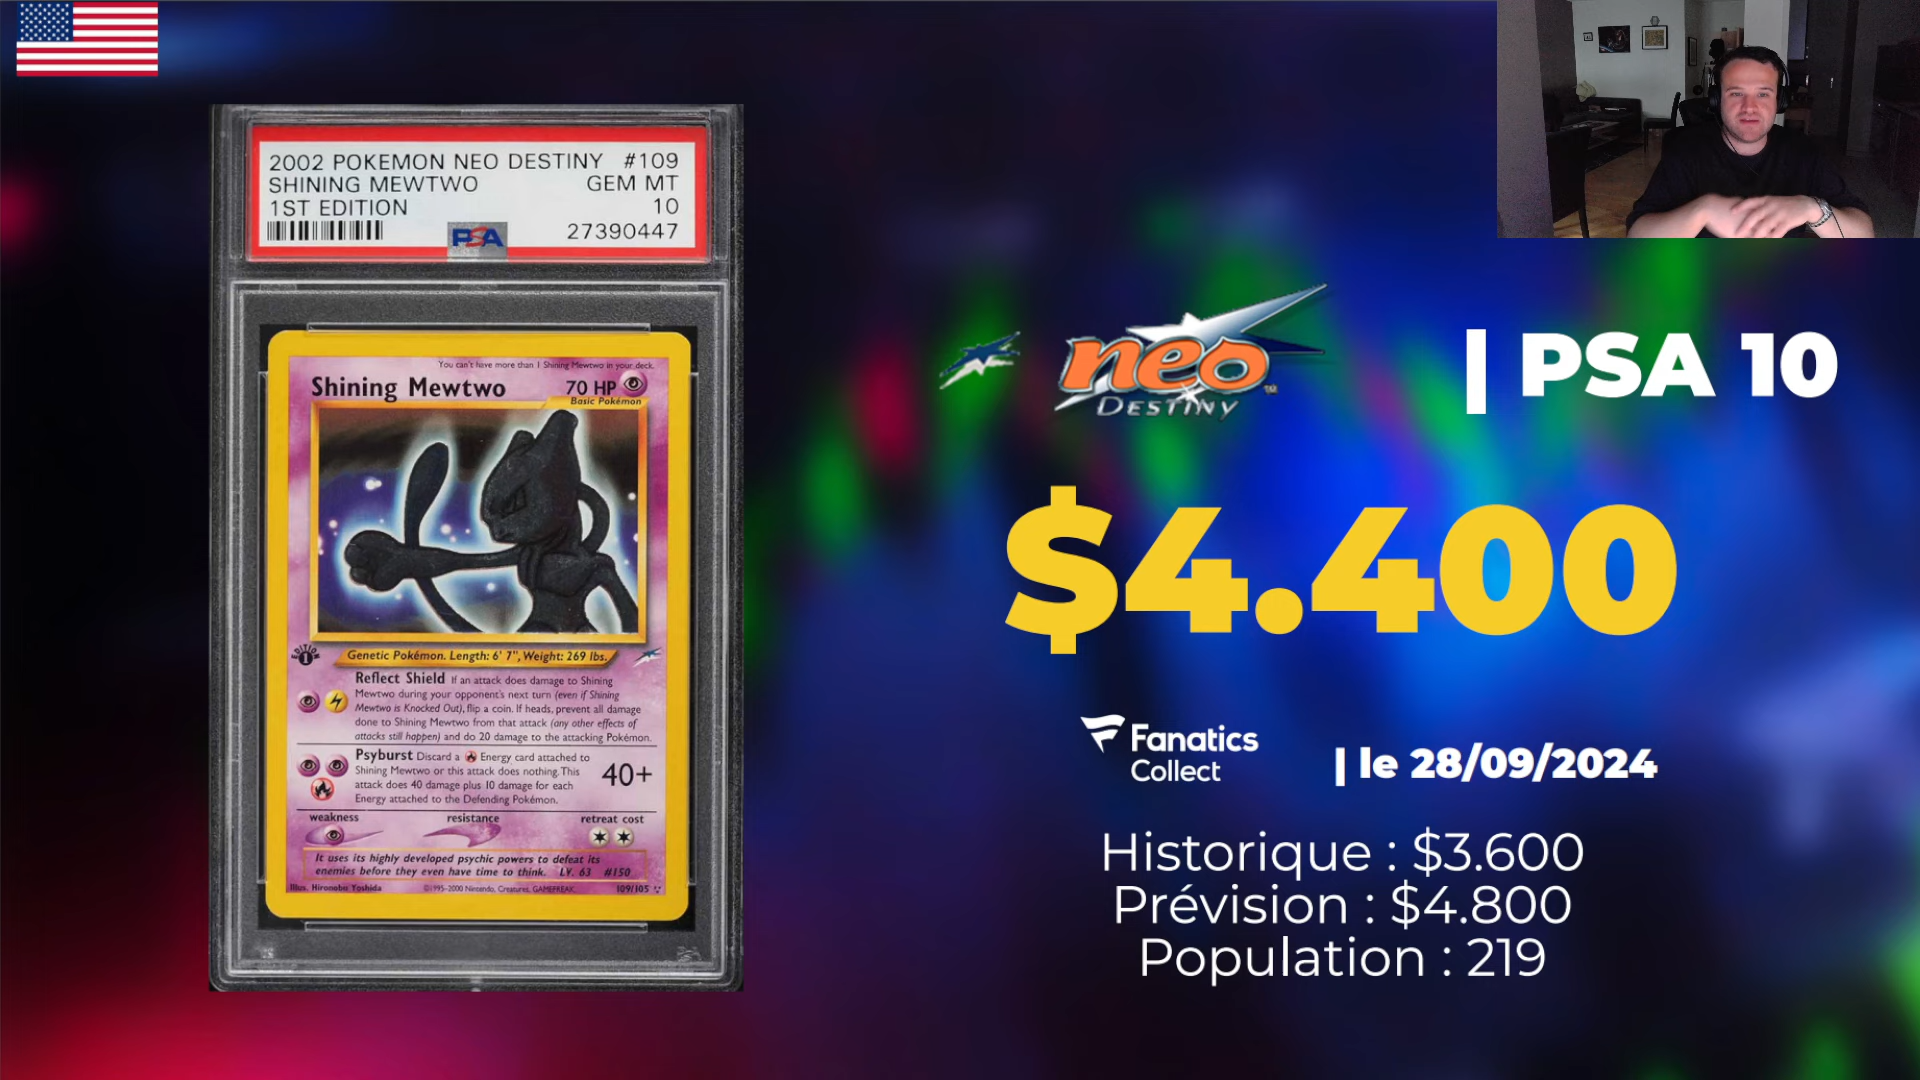 2002 POKEMON NEO DESTINY #109
SHINING MEWTWO GEM MT
1ST EDITION 10
PSA 27390447
You can't have more than 1 Shining Mewtwo in your deck.
Shining Mewtwo 70 HP
Basic Pokémon
EDITION 1
Genetic Pokémon. Length: 6' 7", Weight: 269 lbs.
Reflect Shield If an attack does damage to Shining
Mewtwo during your opponent's next turn (even if Shining
Mewtwo is Knocked Out), flip a coin. If heads, prevent all damage
done to Shining Mewtwo from that attack (any other effects of
attacks still happen) and do 20 damage to the attacking Pokémon.
Psyburst Discard a Energy card attached to
Shining Mewtwo or this attack does nothing. This
attack does 40 damage plus 10 damage for each
Energy attached to the Defending Pokémon.
40+
weakness resistance retreat cost
It uses its highly developed psychic powers to defeat its
enemies before they even have time to think. LV. 63 #150
Illus. Hironobu Yoshida ©1995-2000 Nintendo, Creatures, GAMEFREAK. 109/105
neo
DESTINY
TM
| PSA 10
$4.400
Fanatics
Collect
| le 28/09/2024
Historique : $3.600
Prévision : $4.800
Population : 219